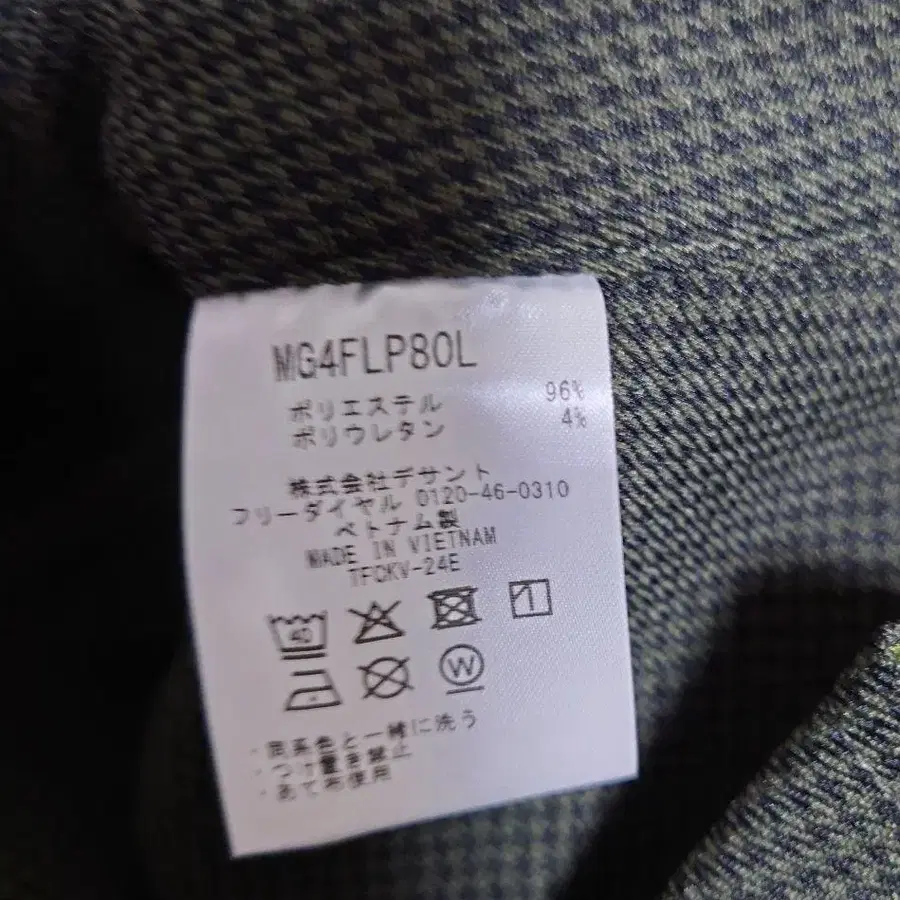 MG4FLP80L
ポリエステル 96%
ポリウレタン 4%
株式会社デサント
フリーダイヤル 0120-46-0310
ベトナム製
MADE IN VIETNAM
TFCKV-24E
40
W
・同系色と一緒に洗う
・つけ置き禁止
・あて布使用